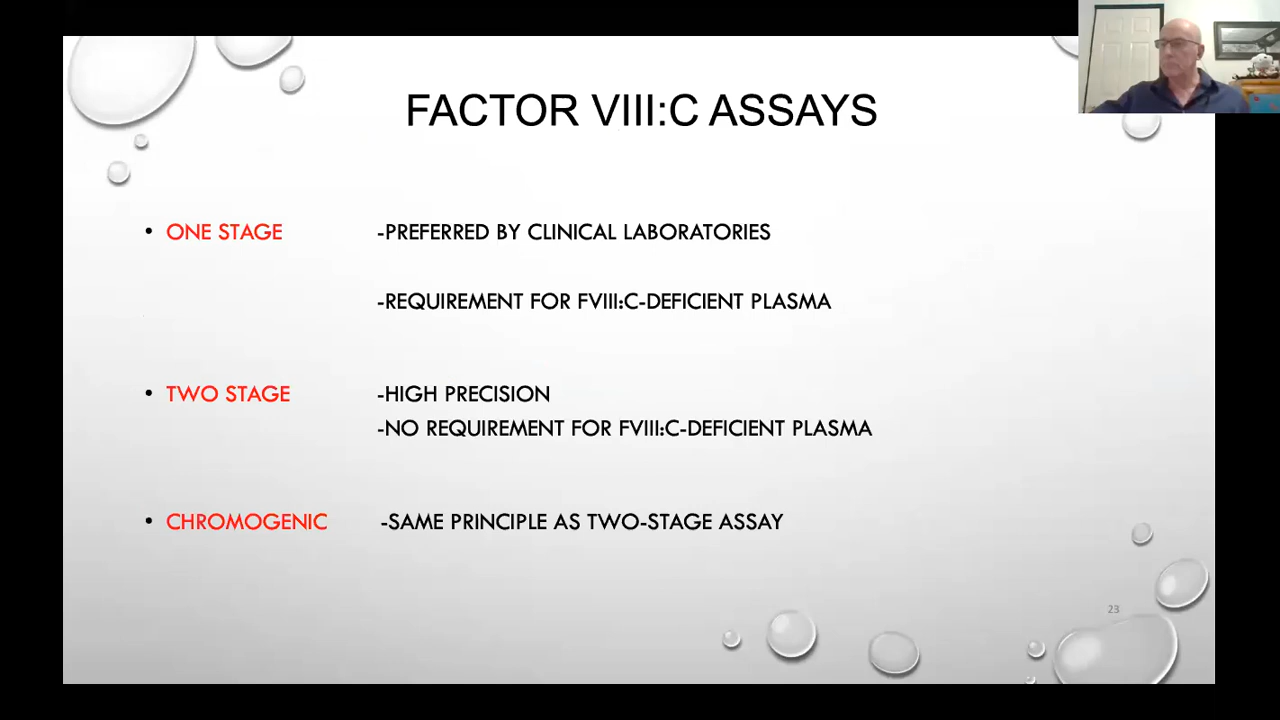 FACTOR VIII:C ASSAYS
• ONE STAGE -PREFERRED BY CLINICAL LABORATORIES
-REQUIREMENT FOR FVIII:C-DEFICIENT PLASMA
• TWO STAGE -HIGH PRECISION
-NO REQUIREMENT FOR FVIII:C-DEFICIENT PLASMA
• CHROMOGENIC -SAME PRINCIPLE AS TWO-STAGE ASSAY
23